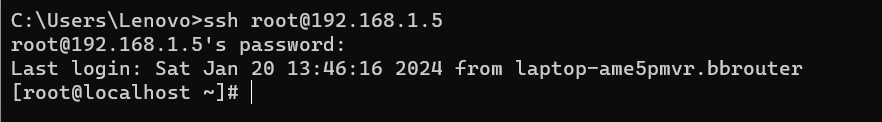 C:\Users\Lenovo>ssh root@192.168.1.5
root@192.168.1.5's password:
Last login: Sat Jan 20 13:46:16 2024 from laptop-ame5pmvr.bbrouter
[root@localhost ~]#